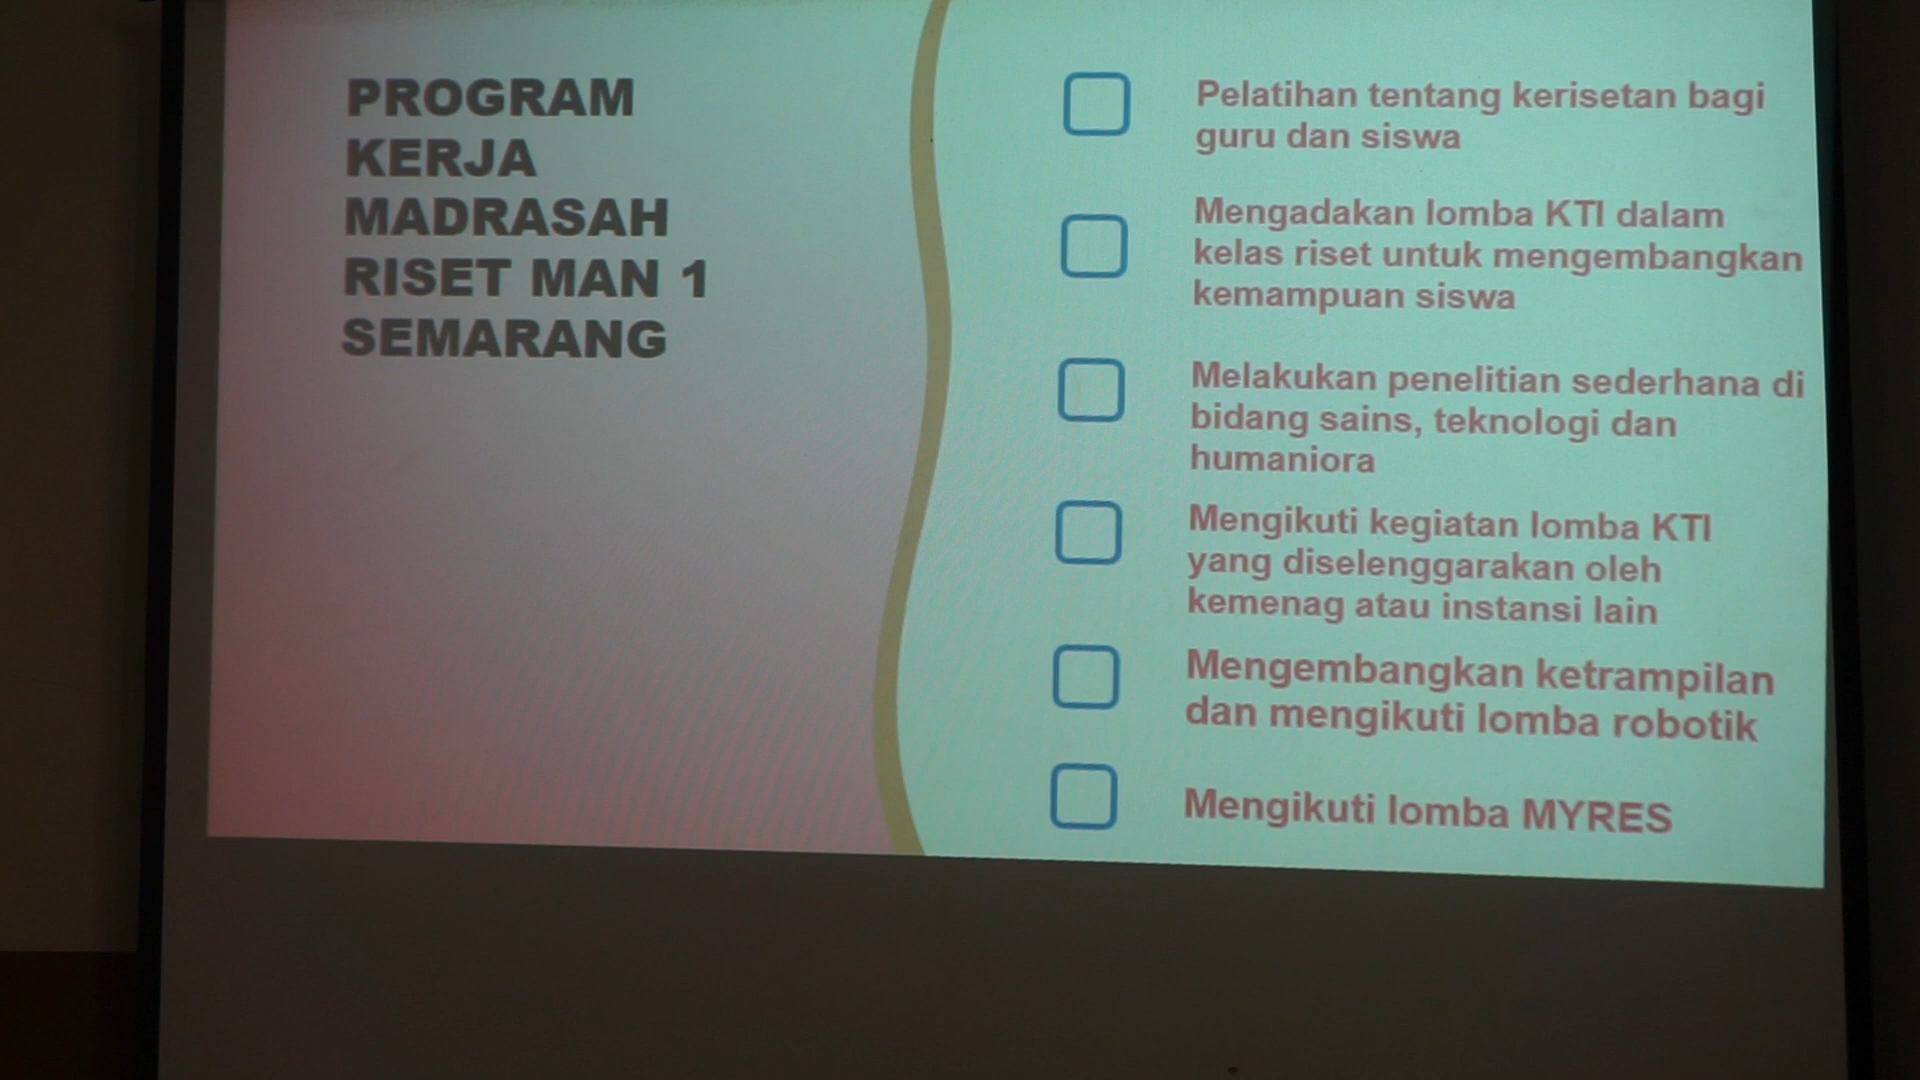 PROGRAM
KERJA
MADRASAH
RISET MAN 1
SEMARANG
Pelatihan tentang kerisetan bagi
guru dan siswa
Mengadakan lomba KTI dalam
kelas riset untuk mengembangkan
kemampuan siswa
Melakukan penelitian sederhana di
bidang sains, teknologi dan
humaniora
Mengikuti kegiatan lomba KTI
yang diselenggarakan oleh
kemenag atau instansi lain
Mengembangkan ketrampilan
dan mengikuti lomba robotik
Mengikuti lomba MYRES